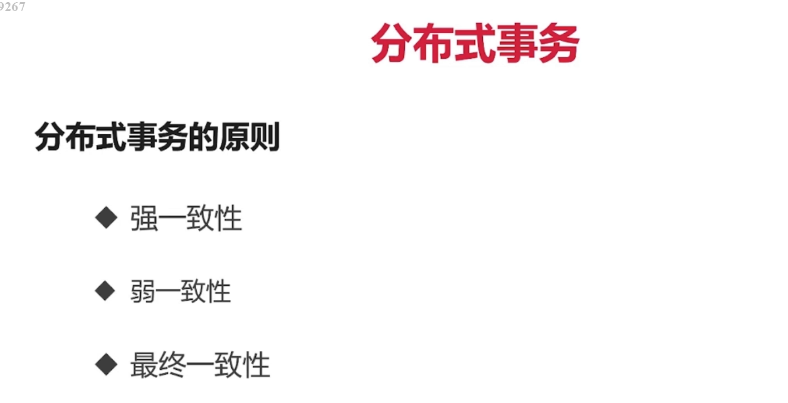 9267
分布式事务
分布式事务的原则
◆ 强一致性
◆ 弱一致性
◆ 最终一致性